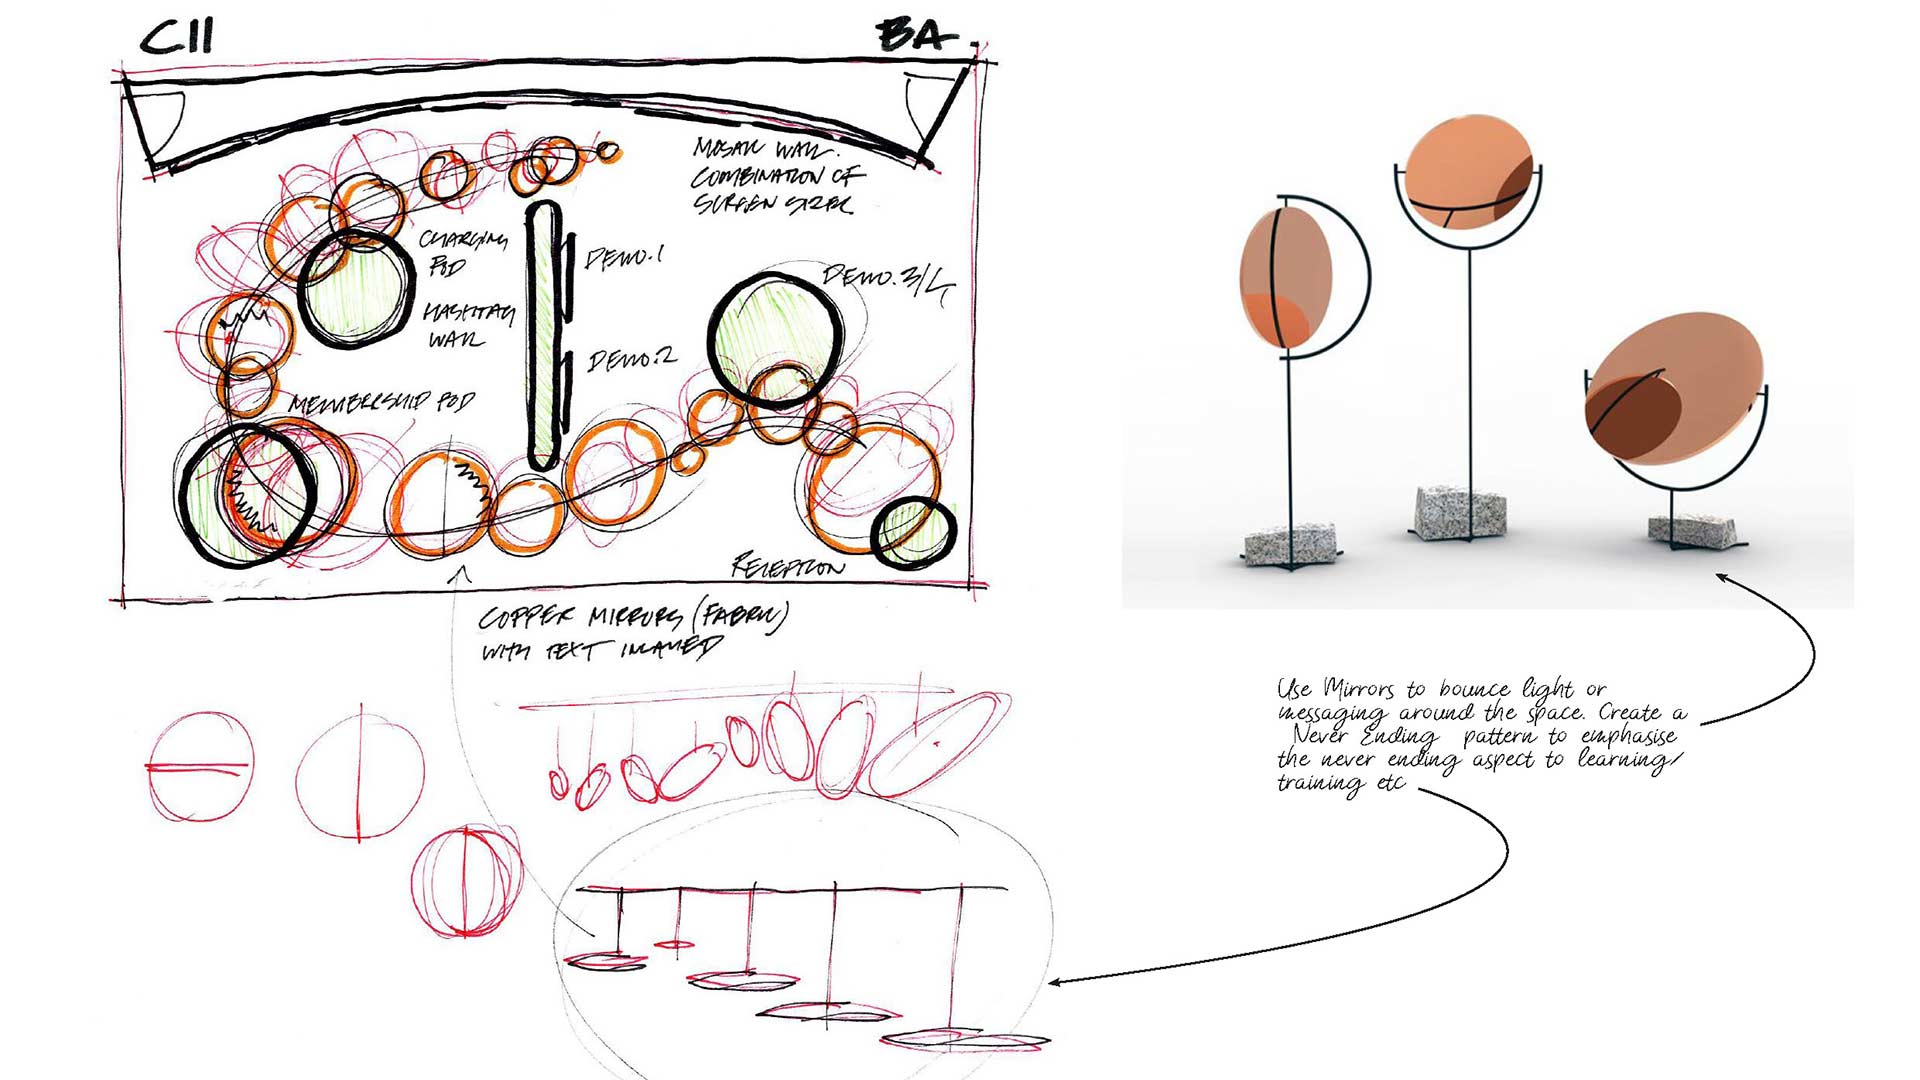 CII
BA.
MOSAIC WALL.
COMBINATION OF
SCREEN SIZES
CHARGING
POD
HASHTAG
WALL
DEMO.1
DEMO.2
DEMO.3/4
MEMBERSHIP POD
RECEPTION
COPPER MIRRORS (FABRIC)
WITH TEXT
Use Mirrors to bounce light or
messaging around the space. Create a
Never Ending pattern to emphasise
the never ending aspect to learning/
training etc